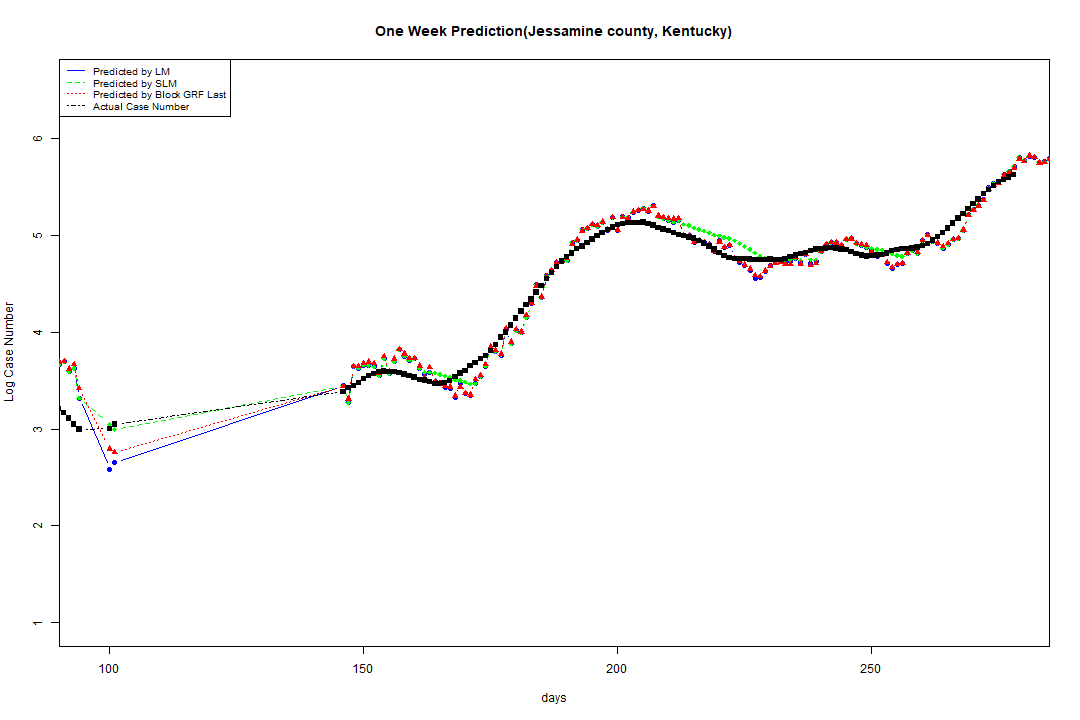 One Week Prediction(Jessamine county, Kentucky)
Predicted by LM
Predicted by SLM
Predicted by Block GRF Last
Actual Case Number
6
5
4
3
2
1
Log Case Number
100 150 200 250
days